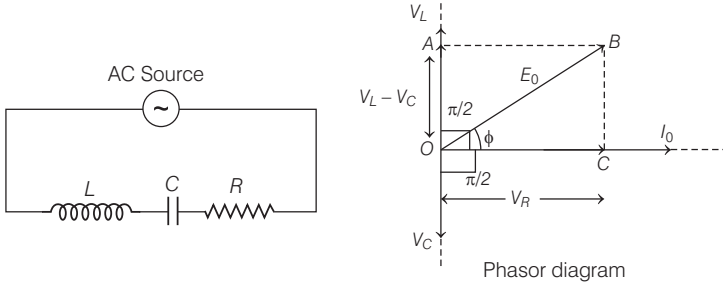 AC Source
~
L
C
R
V_L
A
B
E_0
V_L – V_C
π/2
ϕ
I_0
O
C
π/2
V_R
V_C
Phasor diagram